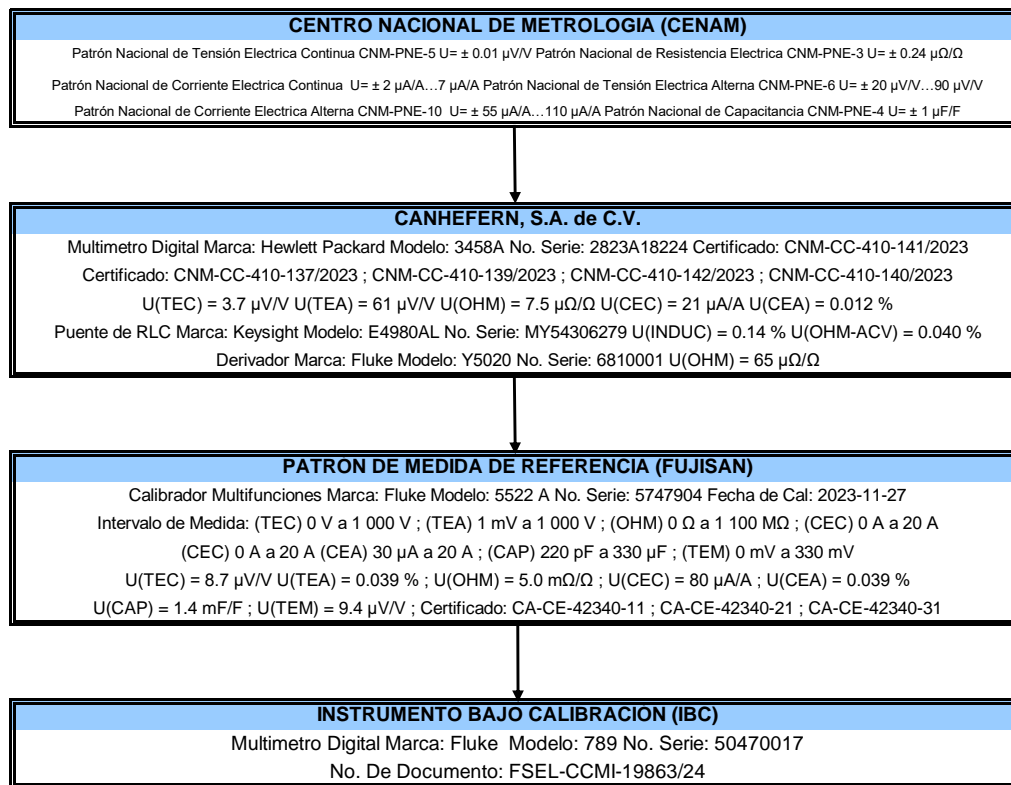 CENTRO NACIONAL DE METROLOGIA (CENAM)
Patrón Nacional de Tensión Electrica Continua CNM-PNE-5 U= ± 0.01 µV/V Patrón Nacional de Resistencia Electrica CNM-PNE-3 U= ± 0.24 µΩ/Ω
Patrón Nacional de Corriente Electrica Continua U= ± 2 µA/A…7 µA/A Patrón Nacional de Tensión Electrica Alterna CNM-PNE-6 U= ± 20 µV/V…90 µV/V
Patrón Nacional de Corriente Electrica Alterna CNM-PNE-10 U= ± 55 µA/A…110 µA/A Patrón Nacional de Capacitancia CNM-PNE-4 U= ± 1 µF/F
CANHEFERN, S.A. de C.V.
Multimetro Digital Marca: Hewlett Packard Modelo: 3458A No. Serie: 2823A18224 Certificado: CNM-CC-410-141/2023
Certificado: CNM-CC-410-137/2023 ; CNM-CC-410-139/2023 ; CNM-CC-410-142/2023 ; CNM-CC-410-140/2023
U(TEC) = 3.7 µV/V U(TEA) = 61 µV/V U(OHM) = 7.5 µΩ/Ω U(CEC) = 21 µA/A U(CEA) = 0.012 %
Puente de RLC Marca: Keysight Modelo: E4980AL No. Serie: MY54306279 U(INDUC) = 0.14 % U(OHM-ACV) = 0.040 %
Derivador Marca: Fluke Modelo: Y5020 No. Serie: 6810001 U(OHM) = 65 µΩ/Ω
PATRON DE MEDIDA DE REFERENCIA (FUJISAN)
Calibrador Multifunciones Marca: Fluke Modelo: 5522 A No. Serie: 5747904 Fecha de Cal: 2023-11-27
Intervalo de Medida: (TEC) 0 V a 1 000 V ; (TEA) 1 mV a 1 000 V ; (OHM) 0 Ω a 1 100 MΩ ; (CEC) 0 A a 20 A
(CEC) 0 A a 20 A (CEA) 30 µA a 20 A ; (CAP) 220 pF a 330 µF ; (TEM) 0 mV a 330 mV
U(TEC) = 8.7 µV/V U(TEA) = 0.039 % ; U(OHM) = 5.0 mΩ/Ω ; U(CEC) = 80 µA/A ; U(CEA) = 0.039 %
U(CAP) = 1.4 mF/F ; U(TEM) = 9.4 µV/V ; Certificado: CA-CE-42340-11 ; CA-CE-42340-21 ; CA-CE-42340-31
INSTRUMENTO BAJO CALIBRACION (IBC)
Multimetro Digital Marca: Fluke Modelo: 789 No. Serie: 50470017
No. De Documento: FSEL-CCMI-19863/24